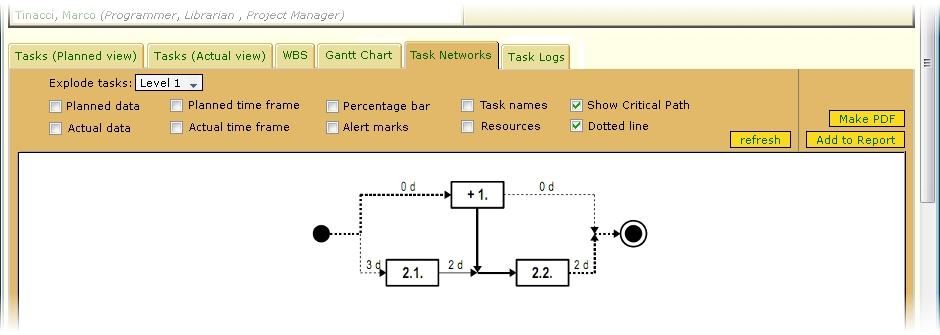 Tinacci, Marco (Programmer, Librarian , Project Manager)
Tasks (Planned view) Tasks (Actual view) WBS Gantt Chart Task Networks Task Logs
Explode tasks: Level 1
Planned data Planned time frame Percentage bar Task names Show Critical Path
Make PDF
Actual data Actual time frame Alert marks Resources Dotted line
refresh Add to Report
0 d + 1. 0 d
3 d 2.1. 2 d 2.2. 2 d